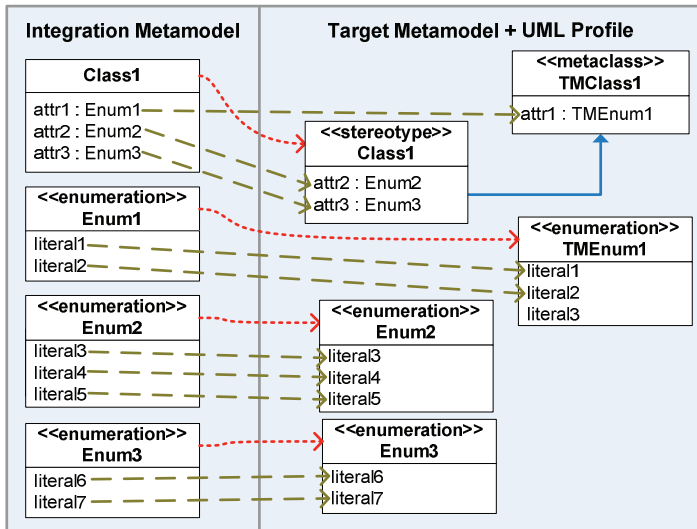 Integration Metamodel
Target Metamodel + UML Profile
Class1
attr1 : Enum1
attr2 : Enum2
attr3 : Enum3
<<metaclass>>
TMClass1
attr1 : TMEnum1
<<stereotype>>
Class1
attr2 : Enum2
attr3 : Enum3
<<enumeration>>
Enum1
literal1
literal2
<<enumeration>>
TMEnum1
literal1
literal2
literal3
<<enumeration>>
Enum2
literal3
literal4
literal5
<<enumeration>>
Enum2
literal3
literal4
literal5
<<enumeration>>
Enum3
literal6
literal7
<<enumeration>>
Enum3
literal6
literal7